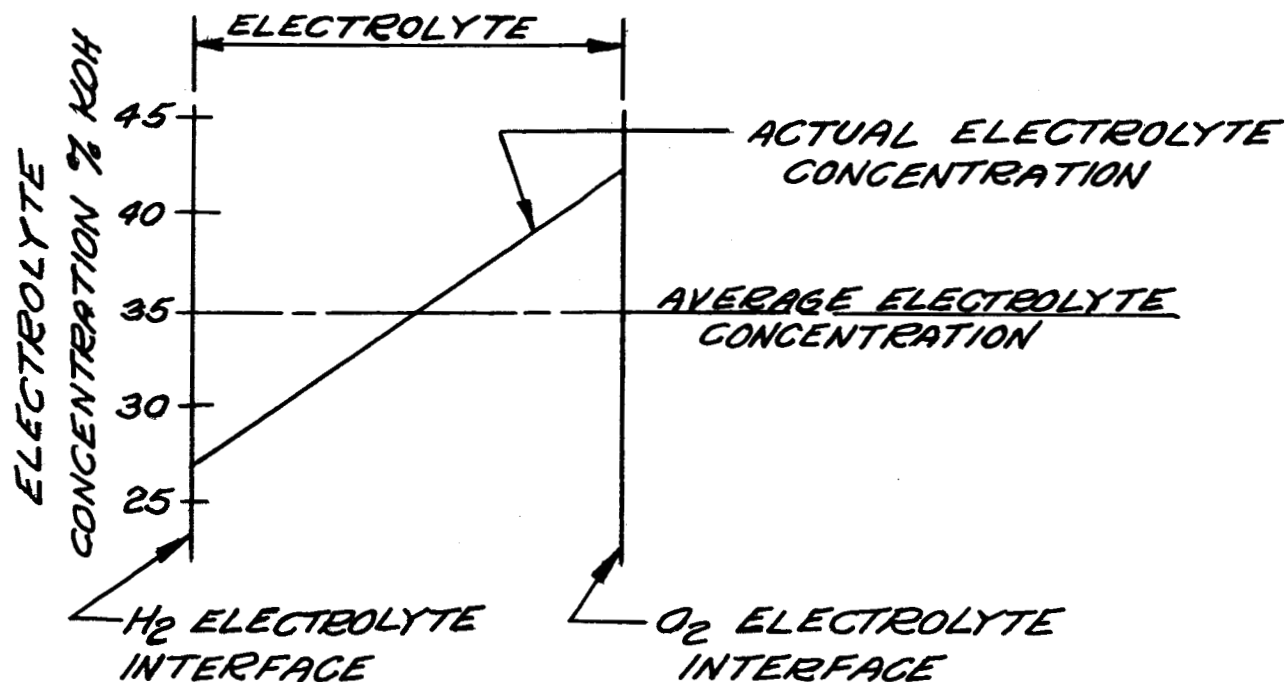 ELECTROLYTE
ELECTROLYTE
CONCENTRATION % KOH
45
40
35
30
25
ACTUAL ELECTROLYTE
CONCENTRATION
AVERAGE ELECTROLYTE
CONCENTRATION
H2 ELECTROLYTE
INTERFACE
O2 ELECTROLYTE
INTERFACE